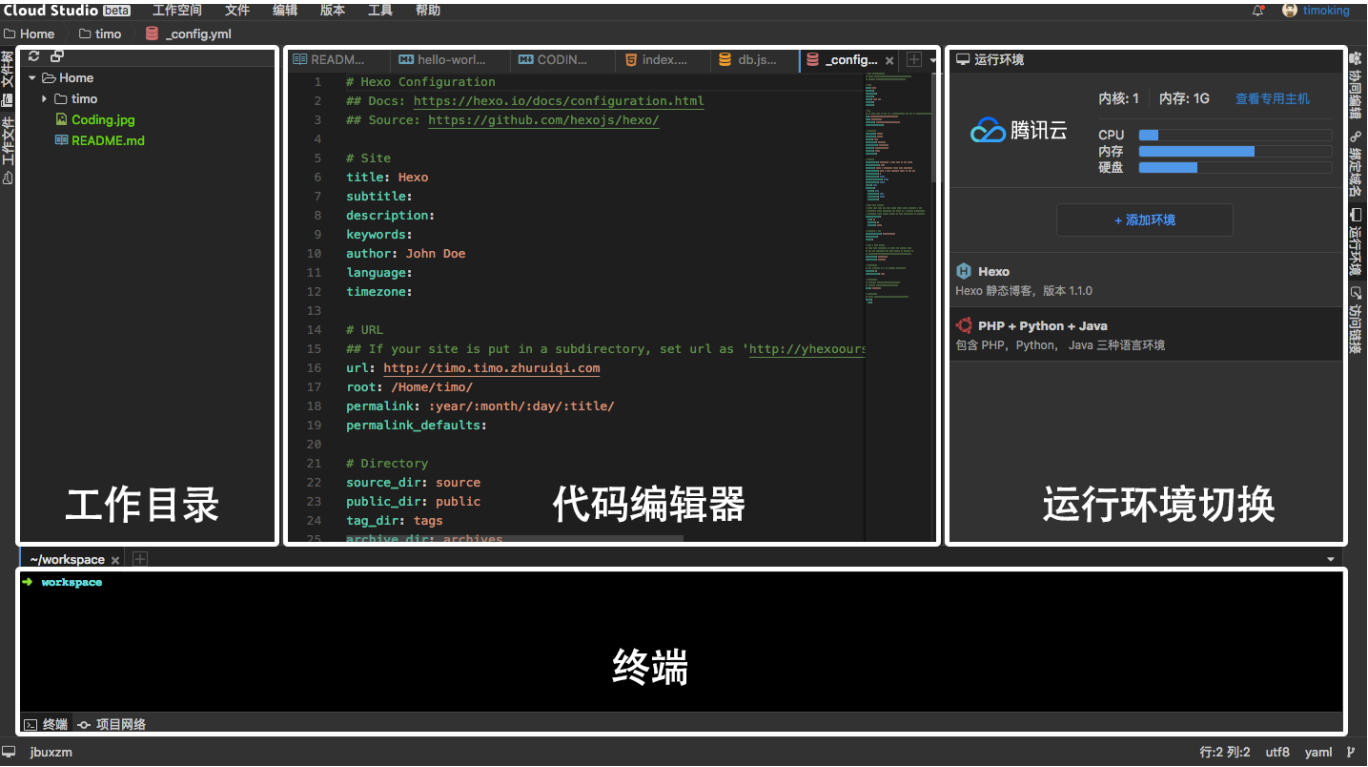 Cloud Studio beta 工作空间 文件 编辑 版本 工具 帮助 timoking
Home timo _config.yml
文件树
工作文件
Home
timo
Coding.jpg
README.md
工作目录
READM... hello-worl... CODIN... index.... db.js... _config...
1 # Hexo Configuration
2 ## Docs: https://hexo.io/docs/configuration.html
3 ## Source: https://github.com/hexojs/hexo/
4
5 # Site
6 title: Hexo
7 subtitle:
8 description:
9 keywords:
10 author: John Doe
11 language:
12 timezone:
13
14 # URL
15 ## If your site is put in a subdirectory, set url as 'http://yhexoours
16 url: http://timo.timo.zhuruiqi.com
17 root: /Home/timo/
18 permalink: :year/:month/:day/:title/
19 permalink_defaults:
20
21 # Directory
22 source_dir: source
23 public_dir: public
24 tag_dir: tags
25 archive_dir: archives
代码编辑器
运行环境
内核: 1 内存: 1G 查看专用主机
腾讯云
CPU
内存
硬盘
+ 添加环境
Hexo
Hexo 静态博客，版本 1.1.0
PHP + Python + Java
包含 PHP， Python， Java 三种语言环境
运行环境切换
协同编辑
绑定域名
运行环境
访问链接
~/workspace
workspace
终端
终端 项目网络
jbuxzm 行:2 列:2 utf8 yaml